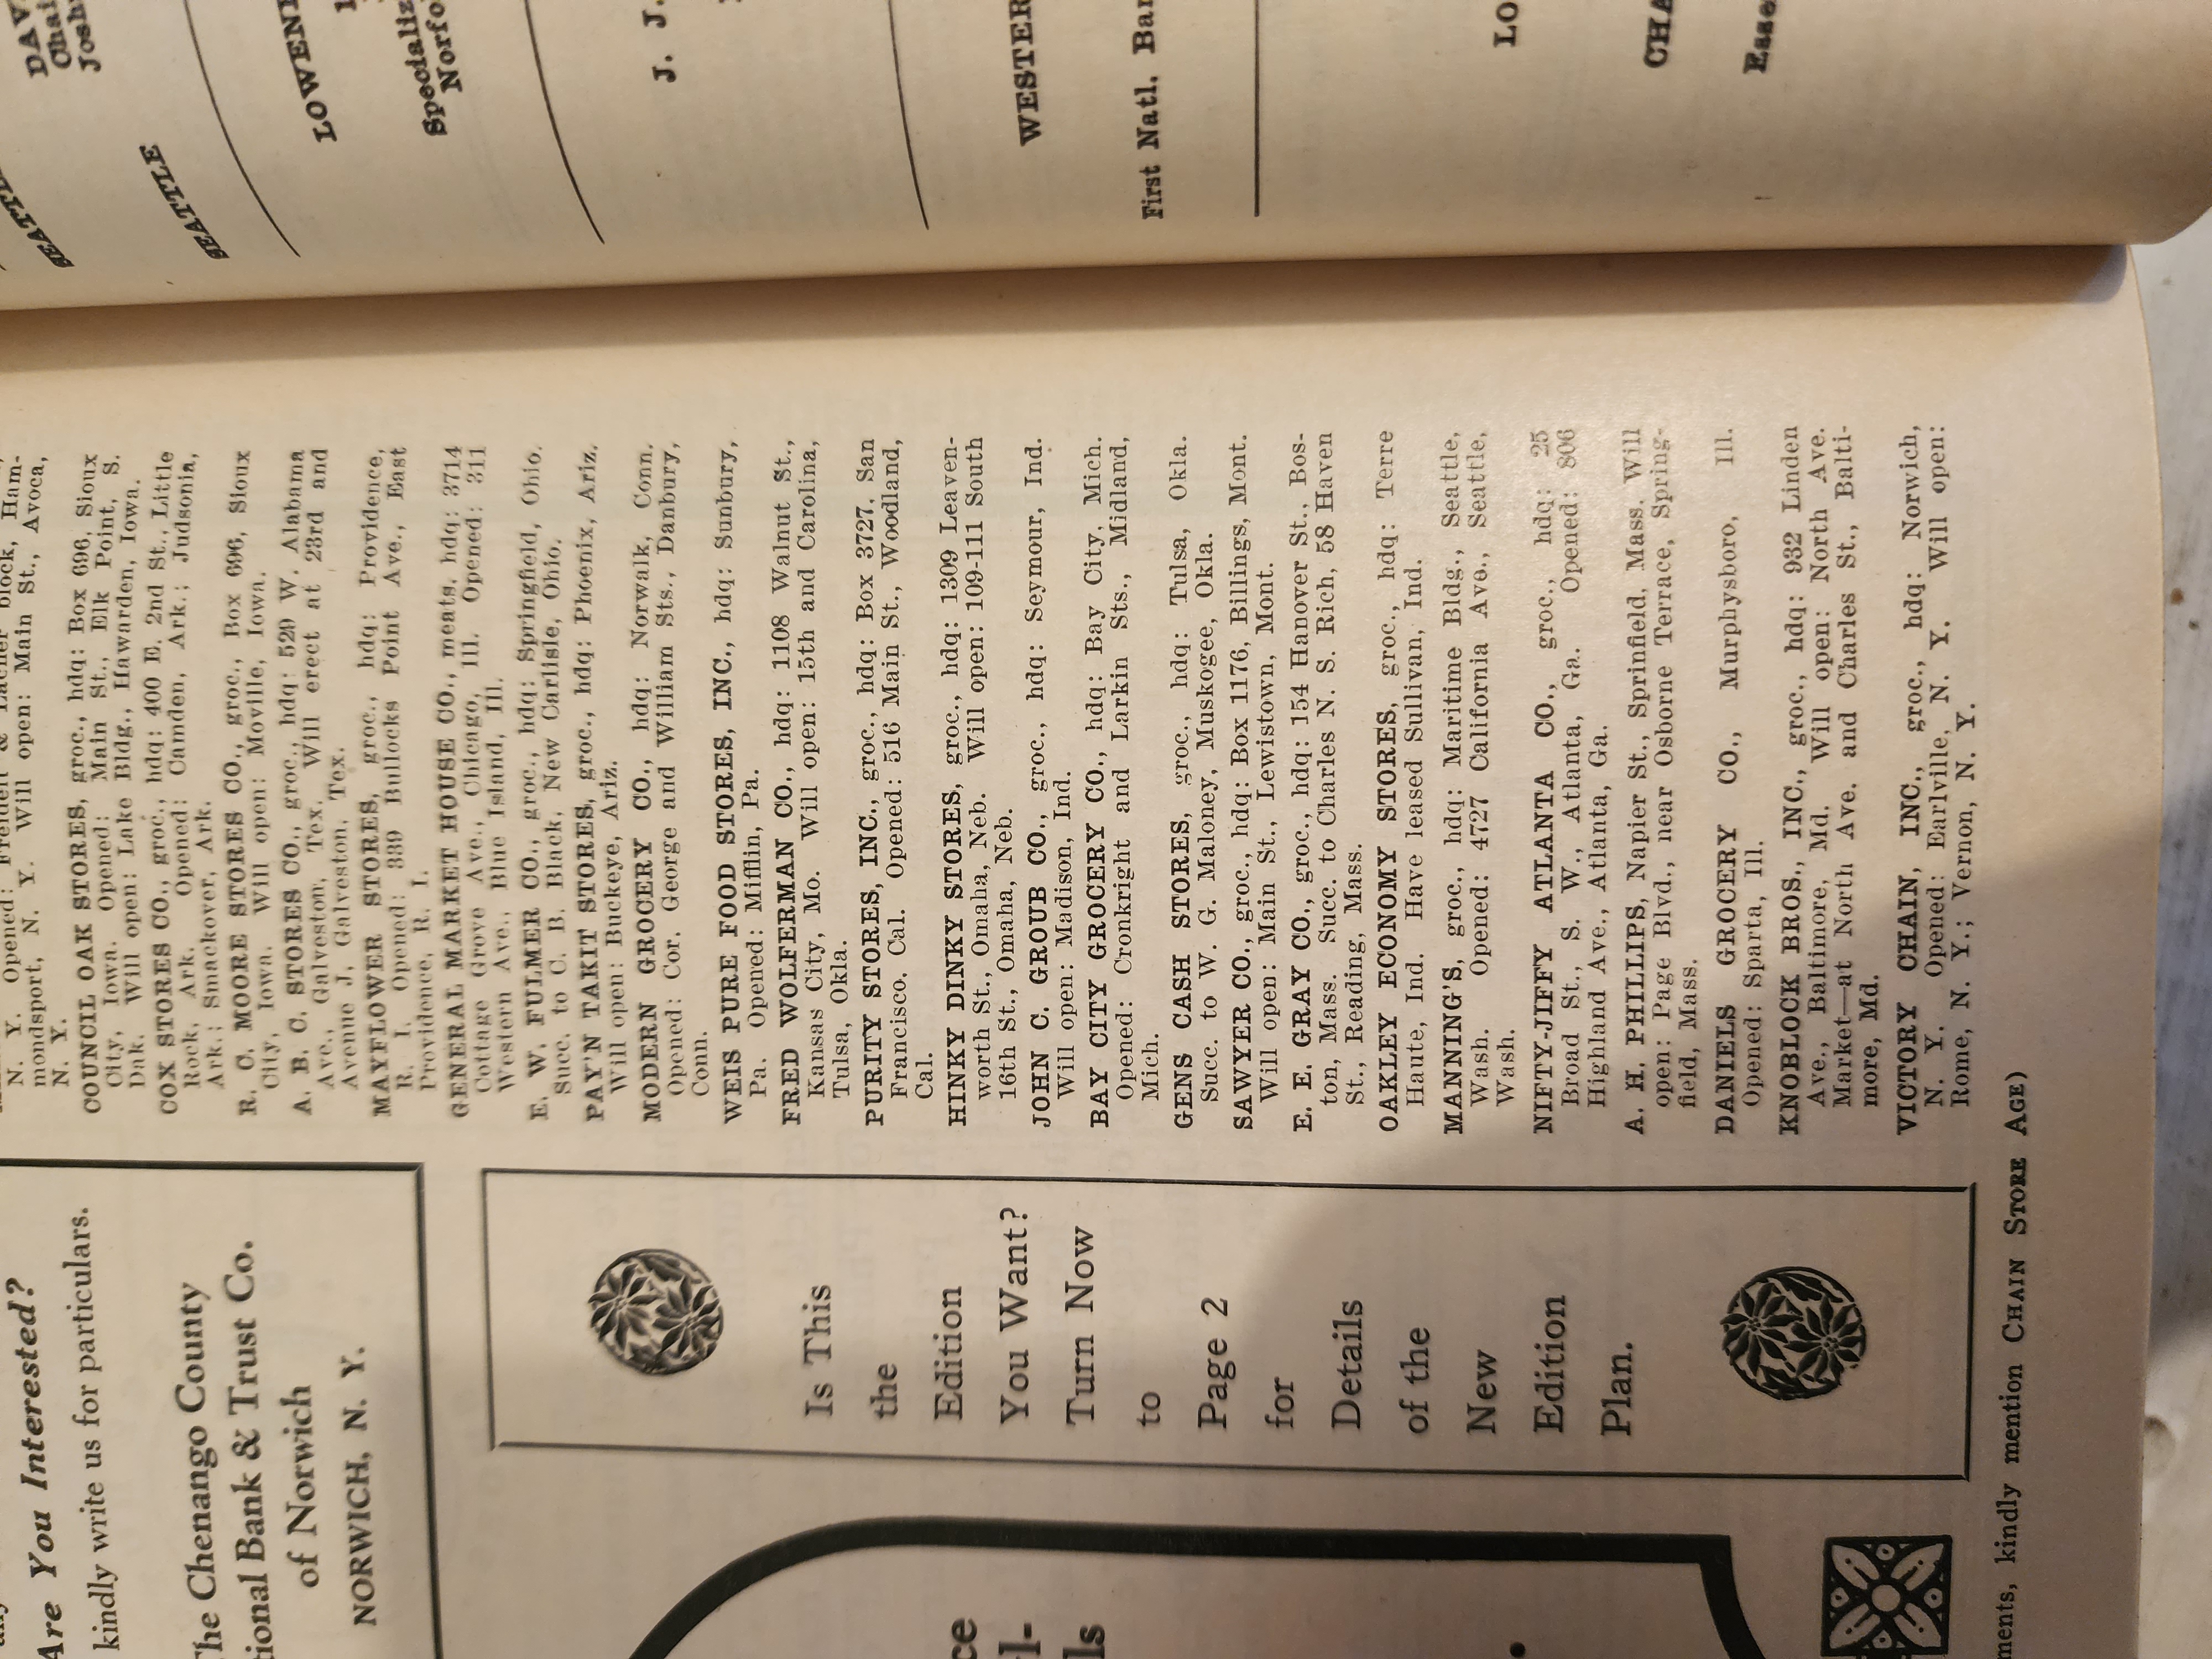 Are You Interested?
kindly write us for particulars.
The Chenango County
tional Bank & Trust Co.
of Norwich
NORWICH, N. Y.
Is This
the
Edition
You Want?
Turn Now
to
Page 2
for
Details
of the
New
Edition
Plan.
N. Y. Opened:
mondsport, N. Y. Will open: Main St., Avoca,
N. Y.
COUNCIL OAK STORES, groc., hdq: Box 696, Sioux
City, Iowa. Opened: Main St., Elk Point, S.
Dak. Will open: Lake Bldg., Hawarden, Iowa.
COX STORES CO., groc., hdq: 400 E. 2nd St., Little
Rock, Ark. Opened: Camden, Ark.; Judsonia,
Ark.; Smackover, Ark.
R. C. MOORE STORES CO., groc., Box 696, Sioux
City, Iowa. Will open: Moville, Iowa.
A. B. C. STORES CO., groc., hdq: 529 W. Alabama
Ave., Galveston, Tex. Will erect at 23rd and
Avenue J, Galveston, Tex.
MAYFLOWER STORES, groc., hdq: Providence,
R. I. Opened: 339 Bullocks Point Ave., East
Providence, R. I.
GENERAL MARKET HOUSE CO., meats, hdq: 3714
Cottage Grove Ave., Chicago, Ill. Opened: 311
Western Ave., Blue Island, Ill.
E. W. FULMER CO., groc., hdq: Springfield, Ohio.
Succ. to C. B. Black, New Carlisle, Ohio.
PAY'N TAKIT STORES, groc., hdq: Phoenix, Ariz.
Will open: Buckeye, Ariz.
MODERN GROCERY CO., hdq: Norwalk, Conn.
Opened: Cor. George and William Sts., Danbury,
Conn.
WEIS PURE FOOD STORES, INC., hdq: Sunbury,
Pa. Opened: Mifflin, Pa.
FRED WOLFERMAN CO., hdq: 1108 Walnut St.,
Kansas City, Mo. Will open: 15th and Carolina,
Tulsa, Okla.
PURITY STORES, INC., groc., hdq: Box 3727, San
Francisco. Cal. Opened: 516 Main St., Woodland,
Cal.
HINKY DINKY STORES, groc., hdq: 1309 Leaven-
worth St., Omaha, Neb. Will open: 109-111 South
16th St., Omaha, Neb.
JOHN C. GROUB CO., groc., hdq: Seymour, Ind.
Will open: Madison, Ind.
BAY CITY GROCERY CO., hdq: Bay City, Mich.
Opened: Cronkright and Larkin Sts., Midland,
Mich.
GENS CASH STORES, groc., hdq: Tulsa, Okla.
Succ. to W. G. Maloney, Muskogee, Okla.
SAWYER CO., groc., hdq: Box 1176, Billings, Mont.
Will open: Main St., Lewistown, Mont.
E. E. GRAY CO., groc., hdq: 154 Hanover St., Bos-
ton, Mass. Succ. to Charles N. S. Rich, 58 Haven
St., Reading, Mass.
OAKLEY ECONOMY STORES, groc., hdq: Terre
Haute, Ind. Have leased Sullivan, Ind.
MANNING'S, groc., hdq: Maritime Bldg., Seattle,
Wash. Opened: 4727 California Ave., Seattle,
Wash.
NIFTY-JIFFY ATLANTA CO., groc., hdq: 25
Broad St., S. W., Atlanta, Ga. Opened: 806
Highland Ave., Atlanta, Ga.
A. H. PHILLIPS, Napier St., Sprinfield, Mass. Will
open: Page Blvd., near Osborne Terrace, Spring-
field, Mass.
DANIELS GROCERY CO., Murphysboro, Ill.
Opened: Sparta, Ill.
KNOBLOCK BROS., INC., groc., hdq: 932 Linden
Ave., Baltimore, Md. Will open: North Ave.
Market—at North Ave. and Charles St., Balti-
more, Md.
VICTORY CHAIN, INC., groc., hdq: Norwich,
N. Y. Opened: Earlville, N. Y. Will open:
Rome, N. Y.; Vernon, N. Y.
ments, kindly mention CHAIN STORE AGE)
DAV
Chai
Josh
SEATTLE
LOWEN
Specializ
Norfo
J. J.
WESTER
First Natl. Ban
LO
CHA
Esse